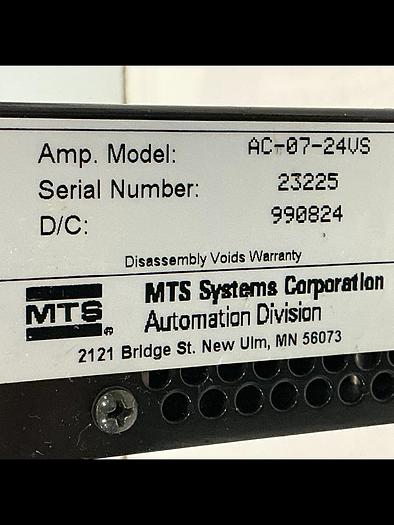 Amp. Model: AC-07-24VS
Serial Number: 23225
D/C: 990824
Disassembly Voids Warranty
MTS® MTS Systems Corporation
Automation Division
2121 Bridge St. New Ulm, MN 56073